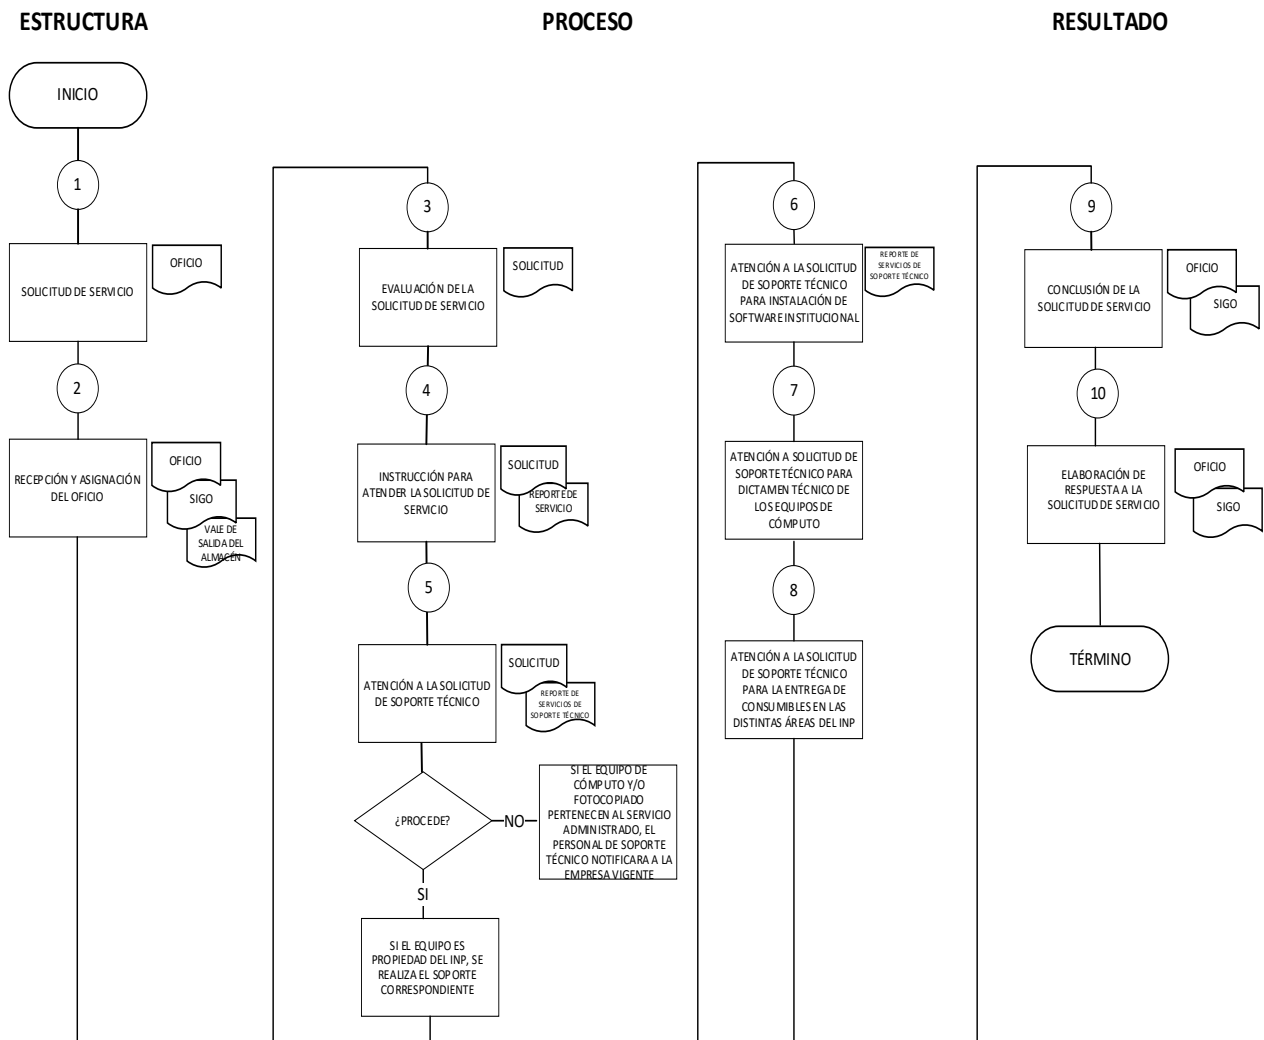 ESTRUCTURA
PROCESO
RESULTADO
INICIO
1
SOLICITUD DE SERVICIO
OFICIO
2
RECEPCIÓN Y ASIGNACIÓN
DEL OFICIO
OFICIO
SIGO
VALE DE
SALIDA DEL
ALMACÉN
3
EVALUACIÓN DE LA
SOLICITUD DE SERVICIO
SOLICITUD
4
INSTRUCCIÓN PARA
ATENDER LA SOLICITUD DE
SERVICIO
SOLICITUD
REPORTE DE
SERVICIO
5
ATENCIÓN A LA SOLICITUD
DE SOPORTE TÉCNICO
SOLICITUD
REPORTE DE
SERVICIOS DE
SOPORTE TÉCNICO
¿PROCEDE?
NO
SI EL EQUIPO DE
CÓMPUTO Y/O
FOTOCOPIADO
PERTENECEN AL SERVICIO
ADMINISTRADO, EL
PERSONAL DE SOPORTE
TÉCNICO NOTIFICARA A LA
EMPRESA VIGENTE
SI
SI EL EQUIPO ES
PROPIEDAD DEL INP, SE
REALIZA EL SOPORTE
CORRESPONDIENTE
6
ATENCIÓN A LA SOLICITUD
DE SOPORTE TÉCNICO
PARA INSTALACIÓN DE
SOFTWARE INSTITUCIONAL
REPORTE DE
SERVICIOS DE
SOPORTE TÉCNICO
7
ATENCIÓN A SOLICITUD DE
SOPORTE TÉCNICO PARA
DICTAMEN TÉCNICO DE
LOS EQUIPOS DE
CÓMPUTO
8
ATENCIÓN A LA SOLICITUD
DE SOPORTE TÉCNICO
PARA LA ENTREGA DE
CONSUMIBLES EN LAS
DISTINTAS ÁREAS DEL INP
9
CONCLUSIÓN DE LA
SOLICITUD DE SERVICIO
OFICIO
SIGO
10
ELABORACIÓN DE
RESPUESTA A LA
SOLICITUD DE SERVICIO
OFICIO
SIGO
TÉRMINO